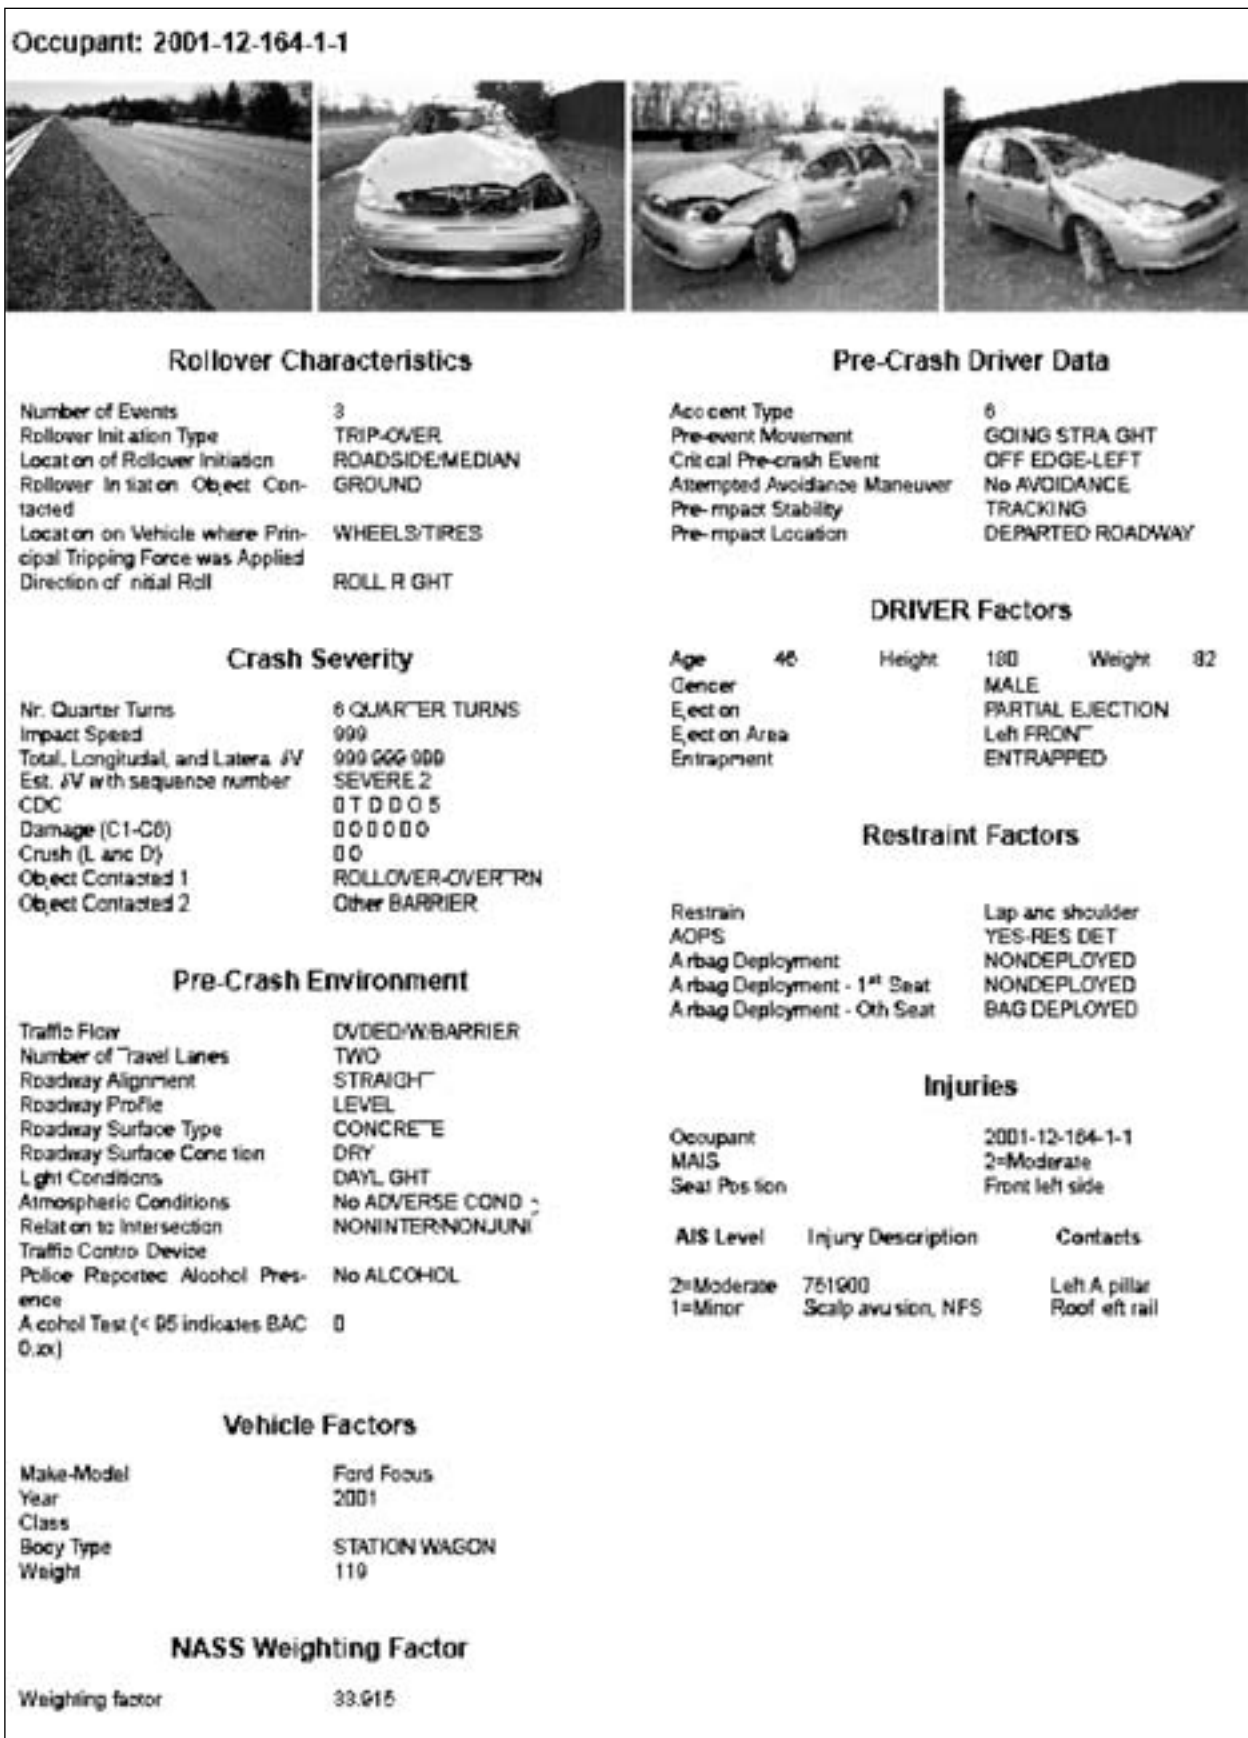 Occupant: 2001-12-164-1-1
Rollover Characteristics
Number of Events 3
Rollover Initiation Type TRIP-OVER
Location of Rollover Initiation ROADSIDE/MEDIAN
Rollover Initiation Object Con- GROUND
tacted
Location on Vehicle where Prin- WHEELS/TIRES
cipal Tripping Force was Applied
Direction of Initial Roll ROLL RIGHT
Crash Severity
Nr. Quarter Turns 6 QUARTER TURNS
Impact Speed 999
Total, Longitudal, and Lateral δV 999 999 999
Est. δV with sequence number SEVERE 2
CDC 0 T D D O 5
Damage (C1-C6) 0 0 0 0 0 0
Crush (L and D) 0 0
Object Contacted 1 ROLLOVER-OVERTRN
Object Contacted 2 Other BARRIER
Pre-Crash Environment
Traffic Flow DVDED/W/BARRIER
Number of Travel Lanes TWO
Roadway Alignment STRAIGHT
Roadway Profile LEVEL
Roadway Surface Type CONCRETE
Roadway Surface Condition DRY
Light Conditions DAYLIGHT
Atmospheric Conditions No ADVERSE COND
Relation to Intersection NONINTER/NONJUN
Traffic Control Device
Police Reported Alcohol Pres- No ALCOHOL
ence
Alcohol Test (< 95 indicates BAC 0
0.xx)
Vehicle Factors
Make-Model Ford Focus
Year 2001
Class
Body Type STATION WAGON
Weight 119
NASS Weighting Factor
Weighting factor 33.915
Pre-Crash Driver Data
Accident Type 6
Pre-event Movement GOING STRAIGHT
Critical Pre-crash Event OFF EDGE-LEFT
Attempted Avoidance Maneuver No AVOIDANCE
Pre-Impact Stability TRACKING
Pre-Impact Location DEPARTED ROADWAY
DRIVER Factors
Age 46 Height 180 Weight 82
Gender MALE
Ejection PARTIAL EJECTION
Ejection Area Left FRONT
Entrapment ENTRAPPED
Restraint Factors
Restrain Lap and shoulder
AOPS YES-RES DET
Airbag Deployment NONDEPLOYED
Airbag Deployment - 1st Seat NONDEPLOYED
Airbag Deployment - Oth Seat BAG DEPLOYED
Injuries
Occupant 2001-12-164-1-1
MAIS 2=Moderate
Seat Position Front left side
AIS Level Injury Description Contacts
2=Moderate 751900 Left A pillar
1=Minor Scalp avulsion, NFS Roof left rail